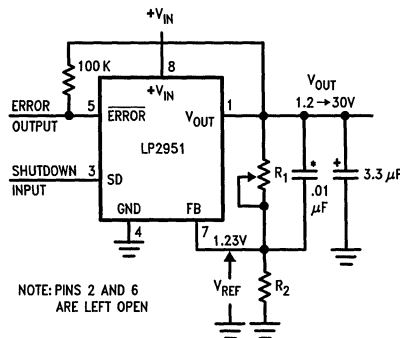 +VIN
100 K
8
+VIN
ERROR
OUTPUT
5
ERROR
VOUT
1
VOUT
1.2→30V
LP2951
SHUTDOWN
INPUT
3
SD
R1
*
.01
μF
+
3.3 μF
GND
FB
4
7
1.23V
VREF
R2
NOTE: PINS 2 AND 6
ARE LEFT OPEN